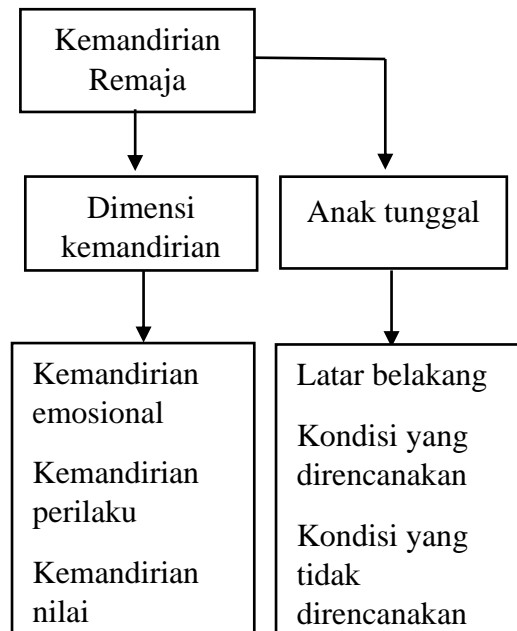 Kemandirian
Remaja
Dimensi
kemandirian
Anak tunggal
Kemandirian
emosional
Kemandirian
perilaku
Kemandirian
nilai
Latar belakang
Kondisi yang
direncanakan
Kondisi yang
tidak
direncanakan